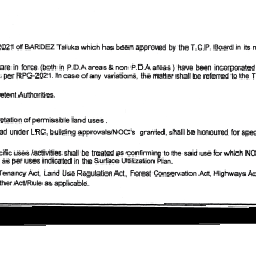 2021 of BARDEZ Taluka which has been approved by the T.C.P. Board in its m
are in force (both in P.D.A areas & non P.D.A areas ) have been incorporated
per RPG-2021. In case of any variations, the matter shall be referred to the T
etent Authorities.
etation of permissible land uses .
ed under LRC, building approvals/NOC's granted, shall be honoured for spec
cific uses /activities shall be treated as confirming to the said use for which NO
as per uses indicated in the Surface Utilization Plan.
Tenancy Act, Land Use Regulation Act, Forest Conservation Act, Highways Ac
ther Act/Rule as applicable.